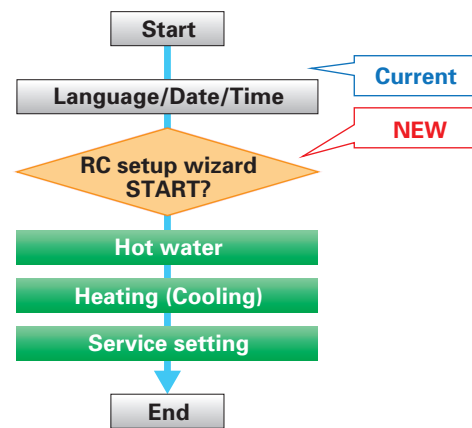 Start
Current
Language/Date/Time
NEW
RC setup wizard
START?
Hot water
Heating (Cooling)
Service setting
End